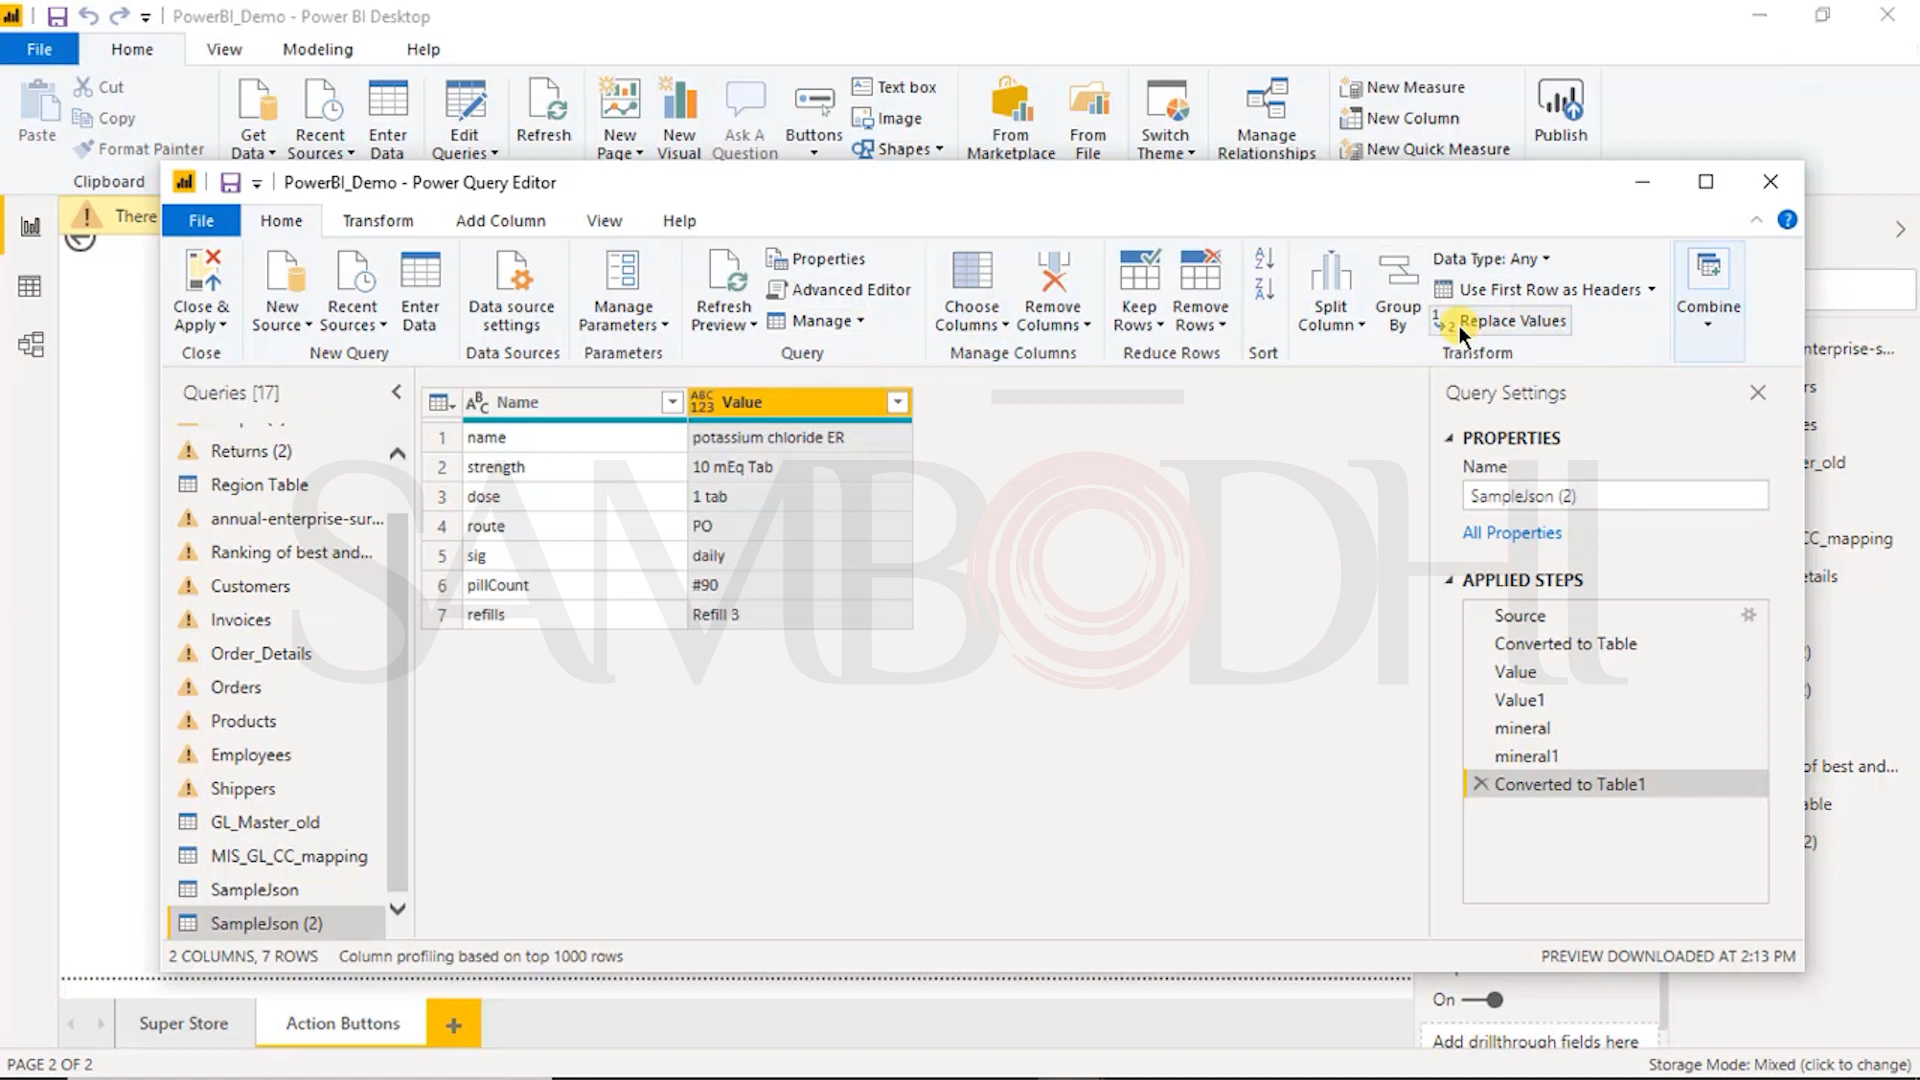 PowerBI_Demo - Power BI Desktop
File
Home
View
Modeling
Help
Paste
Cut
Copy
Format Painter
Clipboard
Get Data
Recent Sources
Enter Data
Edit Queries
Refresh
New Page
New Visual
Ask A Question
Buttons
Text box
Image
Shapes
From Marketplace
From File
Switch Theme
Manage Relationships
New Measure
New Column
New Quick Measure
Publish
There
PowerBI_Demo - Power Query Editor
File
Home
Transform
Add Column
View
Help
Close & Apply
New Source
Recent Sources
Enter Data
Data source settings
Manage Parameters
Refresh Preview
Properties
Advanced Editor
Manage
Choose Columns
Remove Columns
Keep Rows
Remove Rows
Split Column
Group By
Data Type: Any
Use First Row as Headers
Replace Values
Combine
Close
New Query
Data Sources
Parameters
Query
Manage Columns
Reduce Rows
Sort
Transform
Queries [17]
Returns (2)
Region Table
annual-enterprise-sur...
Ranking of best and...
Customers
Invoices
Order_Details
Orders
Products
Employees
Shippers
GL_Master_old
MIS_GL_CC_mapping
SampleJson
SampleJson (2)
ABC Name
ABC 123 Value
1 name potassium chloride ER
2 strength 10 mEq Tab
3 dose 1 tab
4 route PO
5 sig daily
6 pillCount #90
7 refills Refill 3
SAMBODHI
Query Settings
PROPERTIES
Name
SampleJson (2)
All Properties
APPLIED STEPS
Source
Converted to Table
Value
Value1
mineral
mineral1
Converted to Table1
nterprise-s...
rs
es
er_old
CC_mapping
etails
)
)
of best and...
able
2)
2 COLUMNS, 7 ROWS
Column profiling based on top 1000 rows
PREVIEW DOWNLOADED AT 2:13 PM
On
Add drillthrough fields here
Super Store
Action Buttons
PAGE 2 OF 2
Storage Mode: Mixed (click to change)